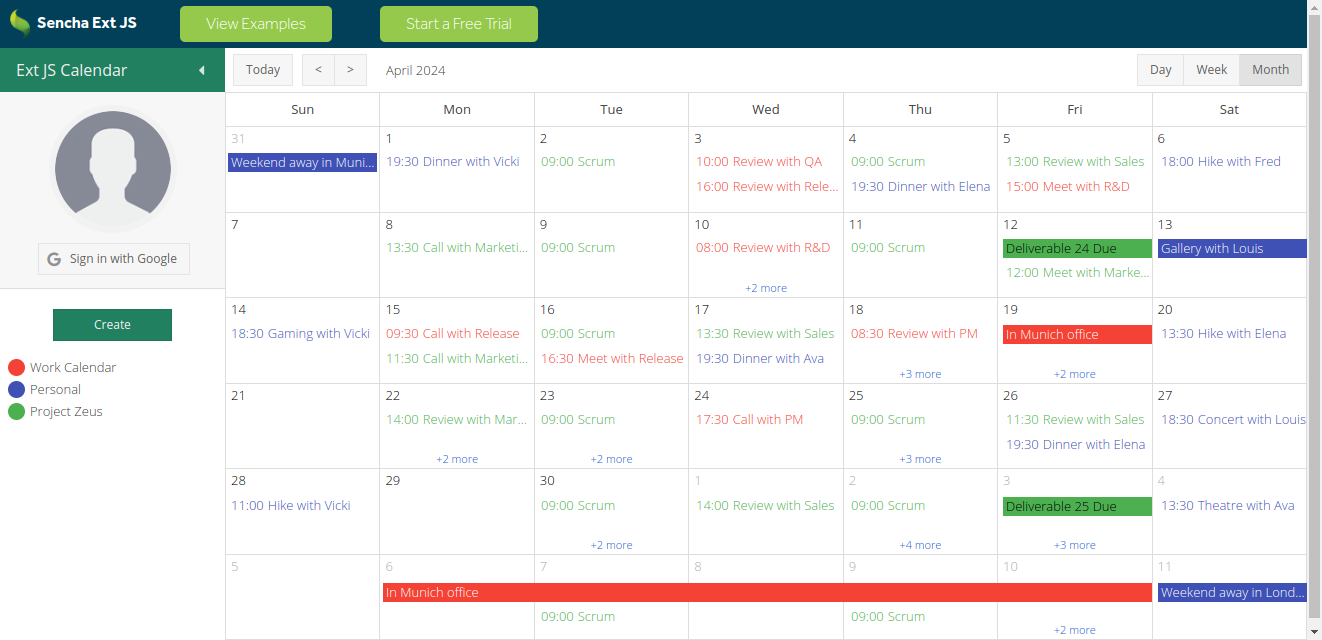 Sencha Ext JS View Examples Start a Free Trial
Ext JS Calendar Today < > April 2024 Day Week Month
Sun Mon Tue Wed Thu Fri Sat
31 1 2 3 4 5 6
Weekend away in Muni... 19:30 Dinner with Vicki 09:00 Scrum 10:00 Review with QA 09:00 Scrum 13:00 Review with Sales 18:00 Hike with Fred
16:00 Review with Rele... 19:30 Dinner with Elena 15:00 Meet with R&D
7 8 9 10 11 12 13
13:30 Call with Marketi... 09:00 Scrum 08:00 Review with R&D 09:00 Scrum Deliverable 24 Due Gallery with Louis
12:00 Meet with Marke...
Sign in with Google
+2 more
14 15 16 17 18 19 20
Create
18:30 Gaming with Vicki 09:30 Call with Release 09:00 Scrum 13:30 Review with Sales 08:30 Review with PM In Munich office 13:30 Hike with Elena
11:30 Call with Marketi... 16:30 Meet with Release 19:30 Dinner with Ava
Work Calendar
+3 more +2 more
Personal
21 22 23 24 25 26 27
Project Zeus
14:00 Review with Mar... 09:00 Scrum 17:30 Call with PM 09:00 Scrum 11:30 Review with Sales 18:30 Concert with Louis
19:30 Dinner with Elena
+2 more +2 more +3 more
28 29 30 1 2 3 4
11:00 Hike with Vicki 09:00 Scrum 14:00 Review with Sales 09:00 Scrum Deliverable 25 Due 13:30 Theatre with Ava
+2 more +4 more +3 more
5 6 7 8 9 10 11
In Munich office Weekend away in Lond...
09:00 Scrum 09:00 Scrum
+2 more